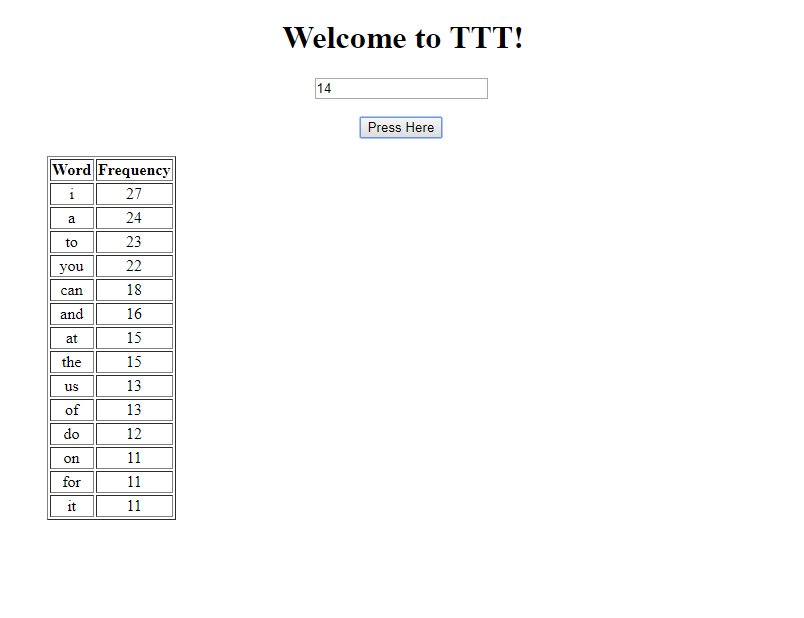 Welcome to TTT!
14
Press Here
Word Frequency
i 27
a 24
to 23
you 22
can 18
and 16
at 15
the 15
us 13
of 13
do 12
on 11
for 11
it 11